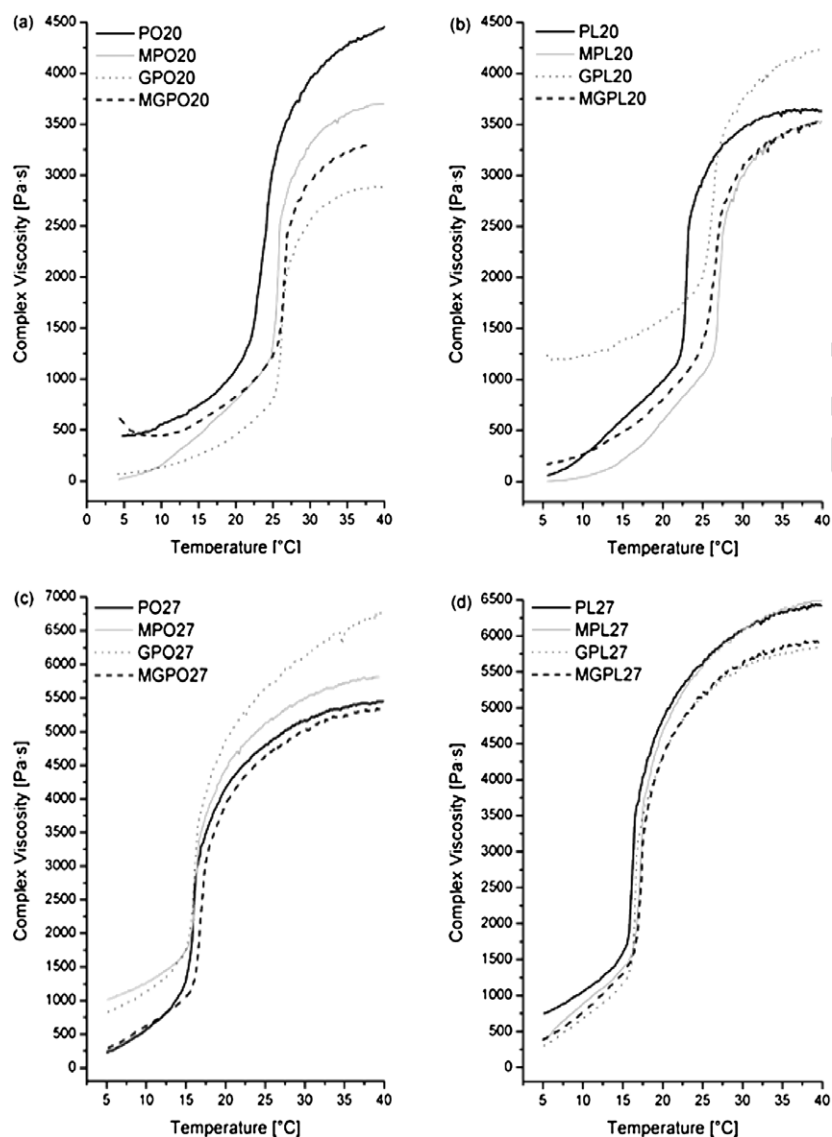 (a)
PO20
MPO20
GPO20
MGPO20
4500
4000
3500
3000
2500
2000
1500
1000
500
0
Complex Viscosity [Pa·s]
0 5 10 15 20 25 30 35 40
Temperature [°C]
(b)
PL20
MPL20
GPL20
MGPL20
4500
4000
3500
3000
2500
2000
1500
1000
500
0
Complex Viscosity [Pa·s]
5 10 15 20 25 30 35 40
Temperature [°C]
(c)
PO27
MPO27
GPO27
MGPO27
7000
6500
6000
5500
5000
4500
4000
3500
3000
2500
2000
1500
1000
500
0
Complex Viscosity [Pa·s]
5 10 15 20 25 30 35 40
Temperature [°C]
(d)
PL27
MPL27
GPL27
MGPL27
6500
6000
5500
5000
4500
4000
3500
3000
2500
2000
1500
1000
500
0
Complex Viscosity [Pa·s]
5 10 15 20 25 30 35 40
Temperature [°C]